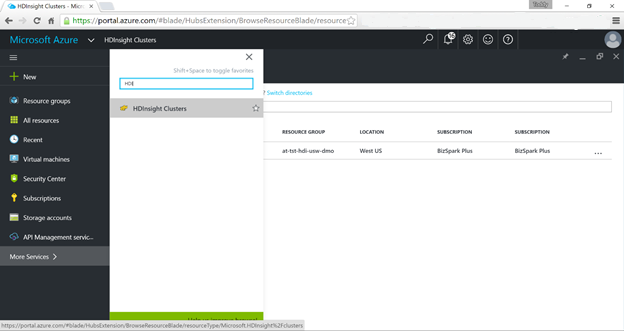 HDInsight Clusters - Micr
Teddy
https://portal.azure.com/#blade/HubsExtension/BrowseResourceBlade/resource
Microsoft Azure HDInsight Clusters 16
Shift+Space to toggle favorites
New
HDI
Switch directories
Resource groups
HDInsight Clusters
All resources
RESOURCE GROUP LOCATION SUBSCRIPTION SUBSCRIPTION
Recent
at-tst-hdi-usw-dmo West US BizSpark Plus BizSpark Plus ...
Virtual machines
Security Center
Subscriptions
Storage accounts
API Management servic...
More Services
https://portal.azure.com/#blade/HubsExtension/BrowseResourceBlade/resourceType/Microsoft.HDInsight%2Fclusters